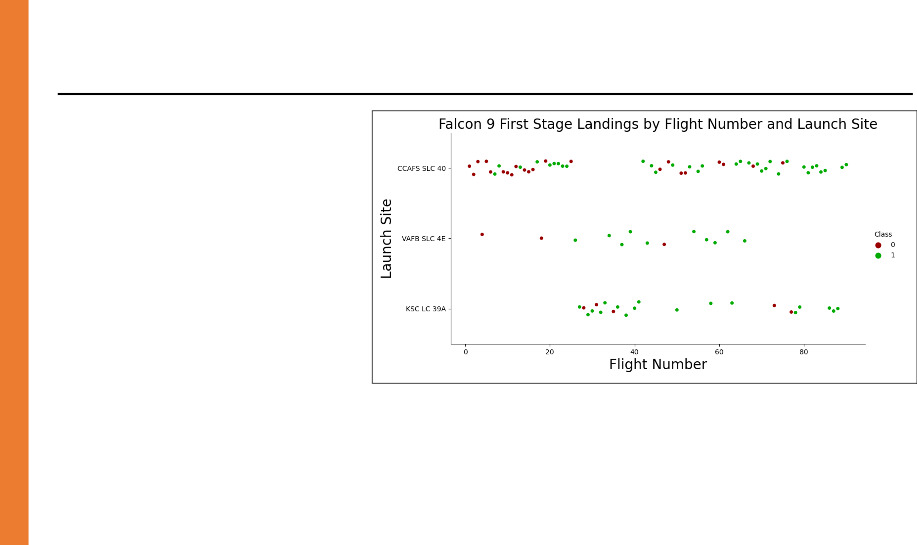 Falcon 9 First Stage Landings by Flight Number and Launch Site
Launch Site
CCAFS SLC 40
VAFB SLC 4E
KSC LC 39A
0
20
40
60
80
Flight Number
Class
0
1